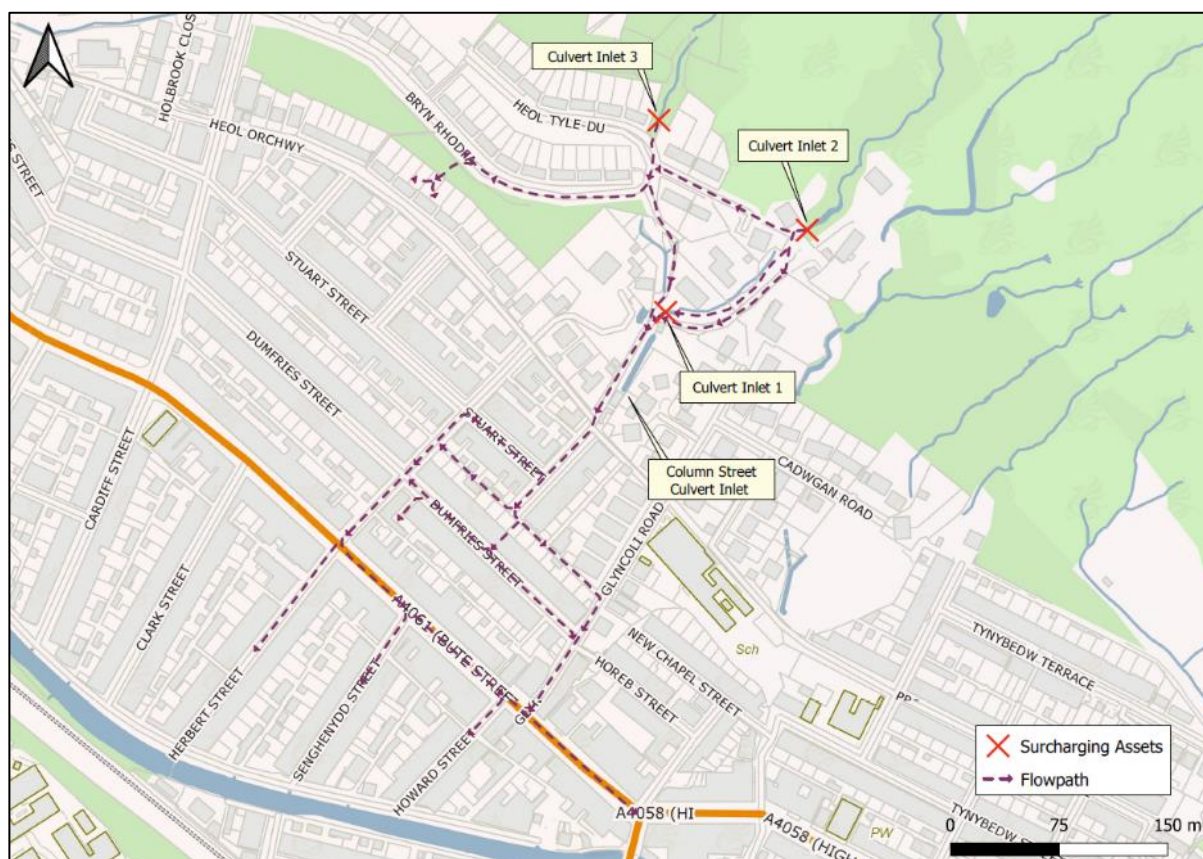 Culvert Inlet 3
HOLBROOK CLOS
BRYN RHOD
HEOL TYLE-DU
HEOL ORCHWY
Culvert Inlet 2
STREET
STUART STREET
DUMFRIES STREET
Culvert Inlet 1
STUART STREET
CARDIFF STREET
Column Street
Culvert Inlet
CADWGAN ROAD
DUMFRIES STREET
GLYNCOLI ROAD
CLARK STREET
A4061 (BUTE STREET
NEW CHAPEL STREET
Sch
TYNYBEDW TERRACE
HOREB STREET
HERBERT STREET
SENGHENYDD STREET
HOWARD STREET
Surcharging Assets
Flowpath
A4058 (HI
A4058 (HIGH
PW
TYNYBEDW S
0 75 150 m